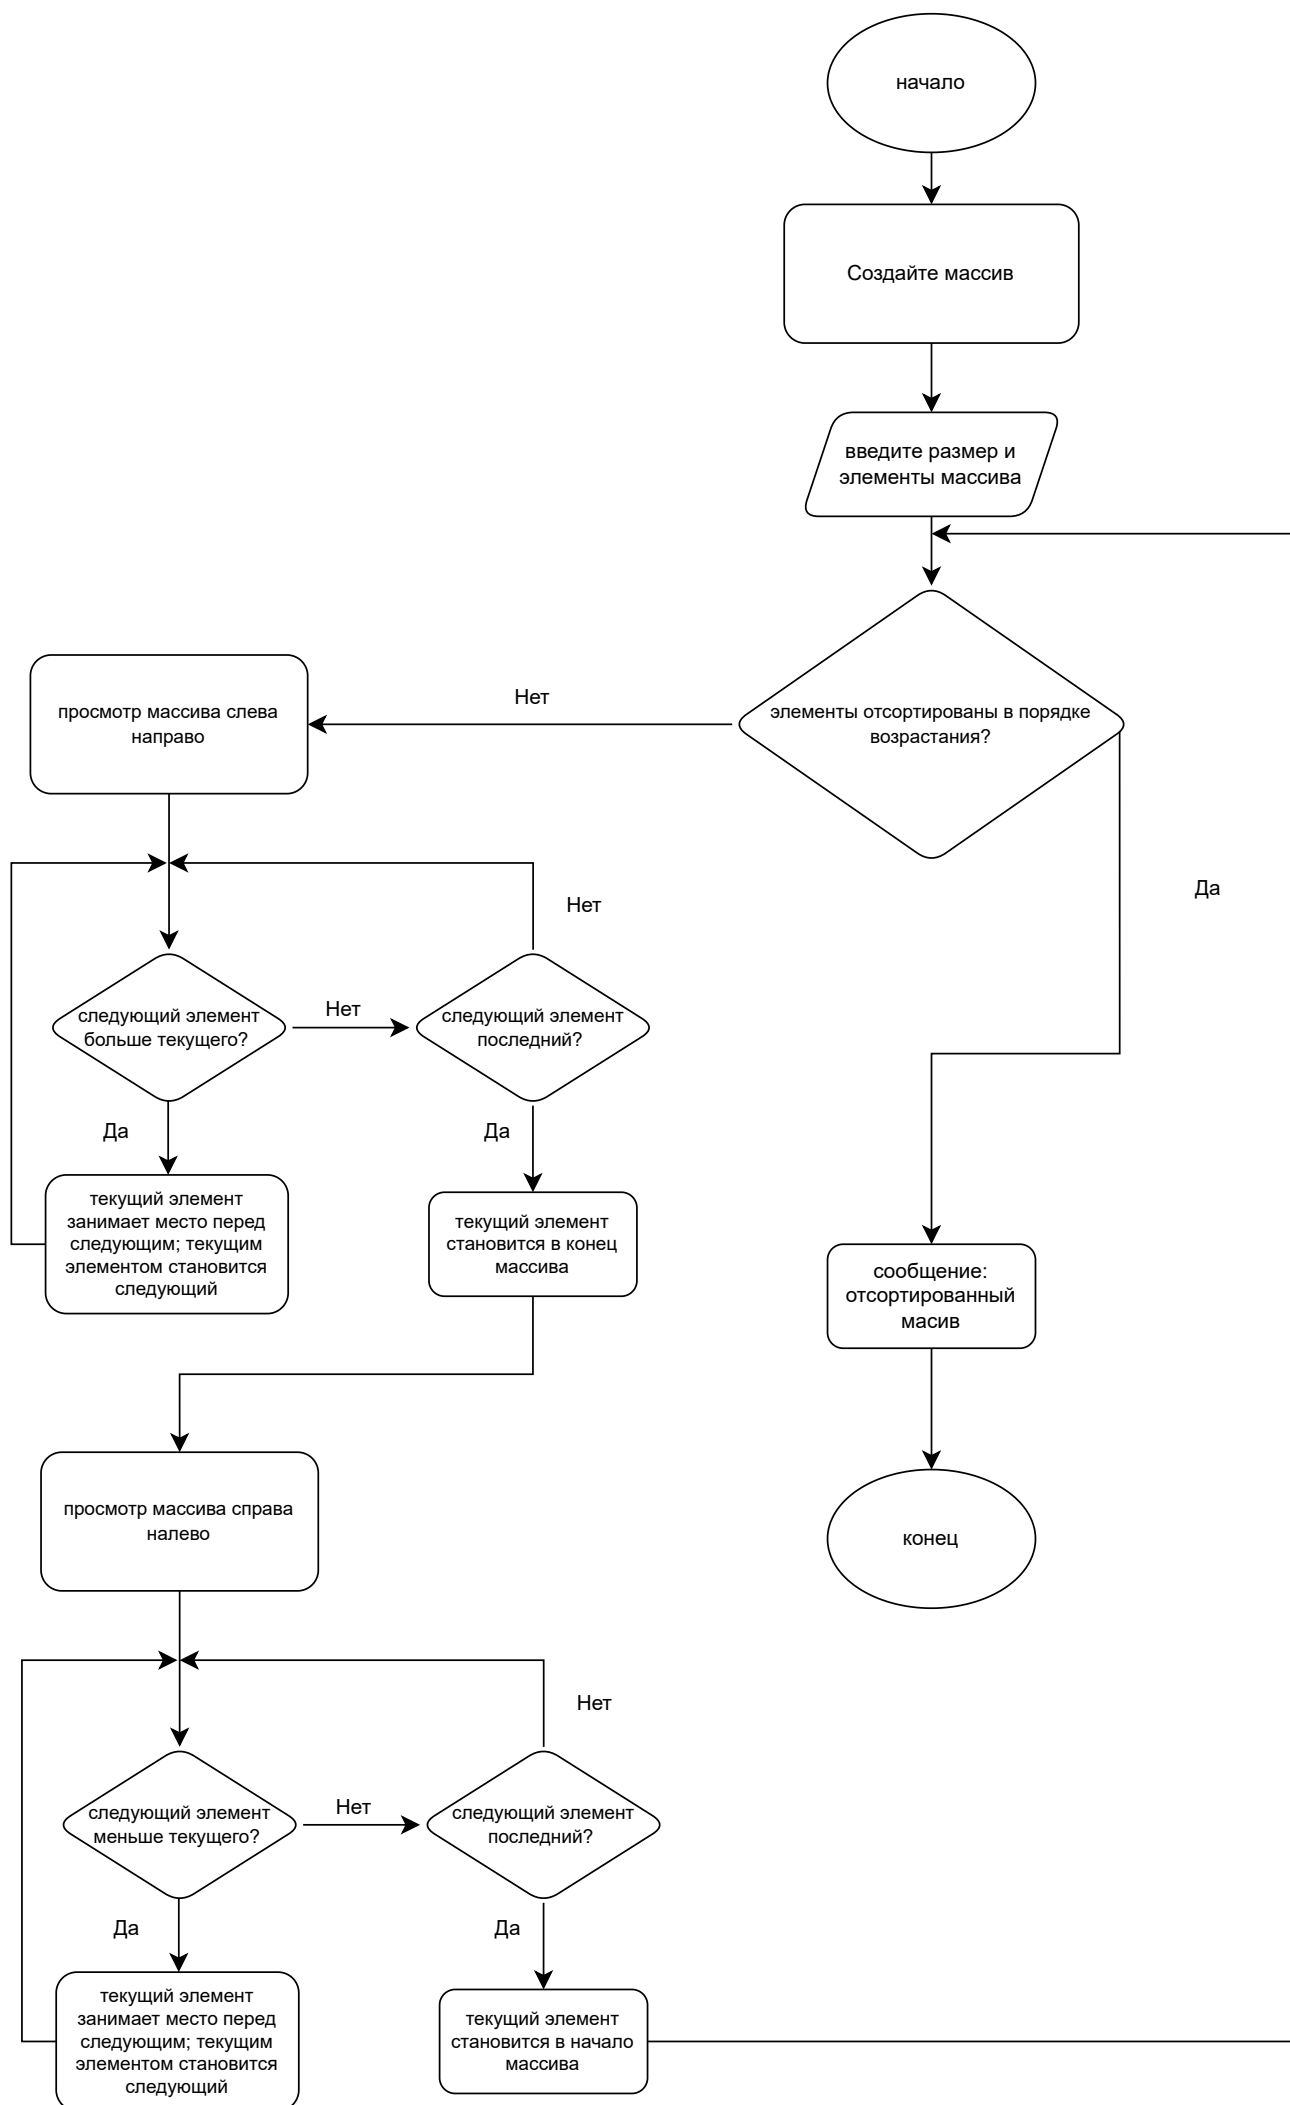 начало
Создайте массив
введите размер и
элементы массива
элементы отсортированы в порядке
возрастания?
Нет
просмотр массива слева
направо
Да
Нет
следующий элемент
больше текущего?
Нет
следующий элемент
последний?
Да
Да
текущий элемент
занимает место перед
следующим; текущим
элементом становится
следующий
текущий элемент
становится в конец
массива
сообщение:
отсортированный
масив
просмотр массива справа
налево
конец
Нет
следующий элемент
меньше текущего?
Нет
следующий элемент
последний?
Да
Да
текущий элемент
занимает место перед
следующим; текущим
элементом становится
следующий
текущий элемент
становится в начало
массива